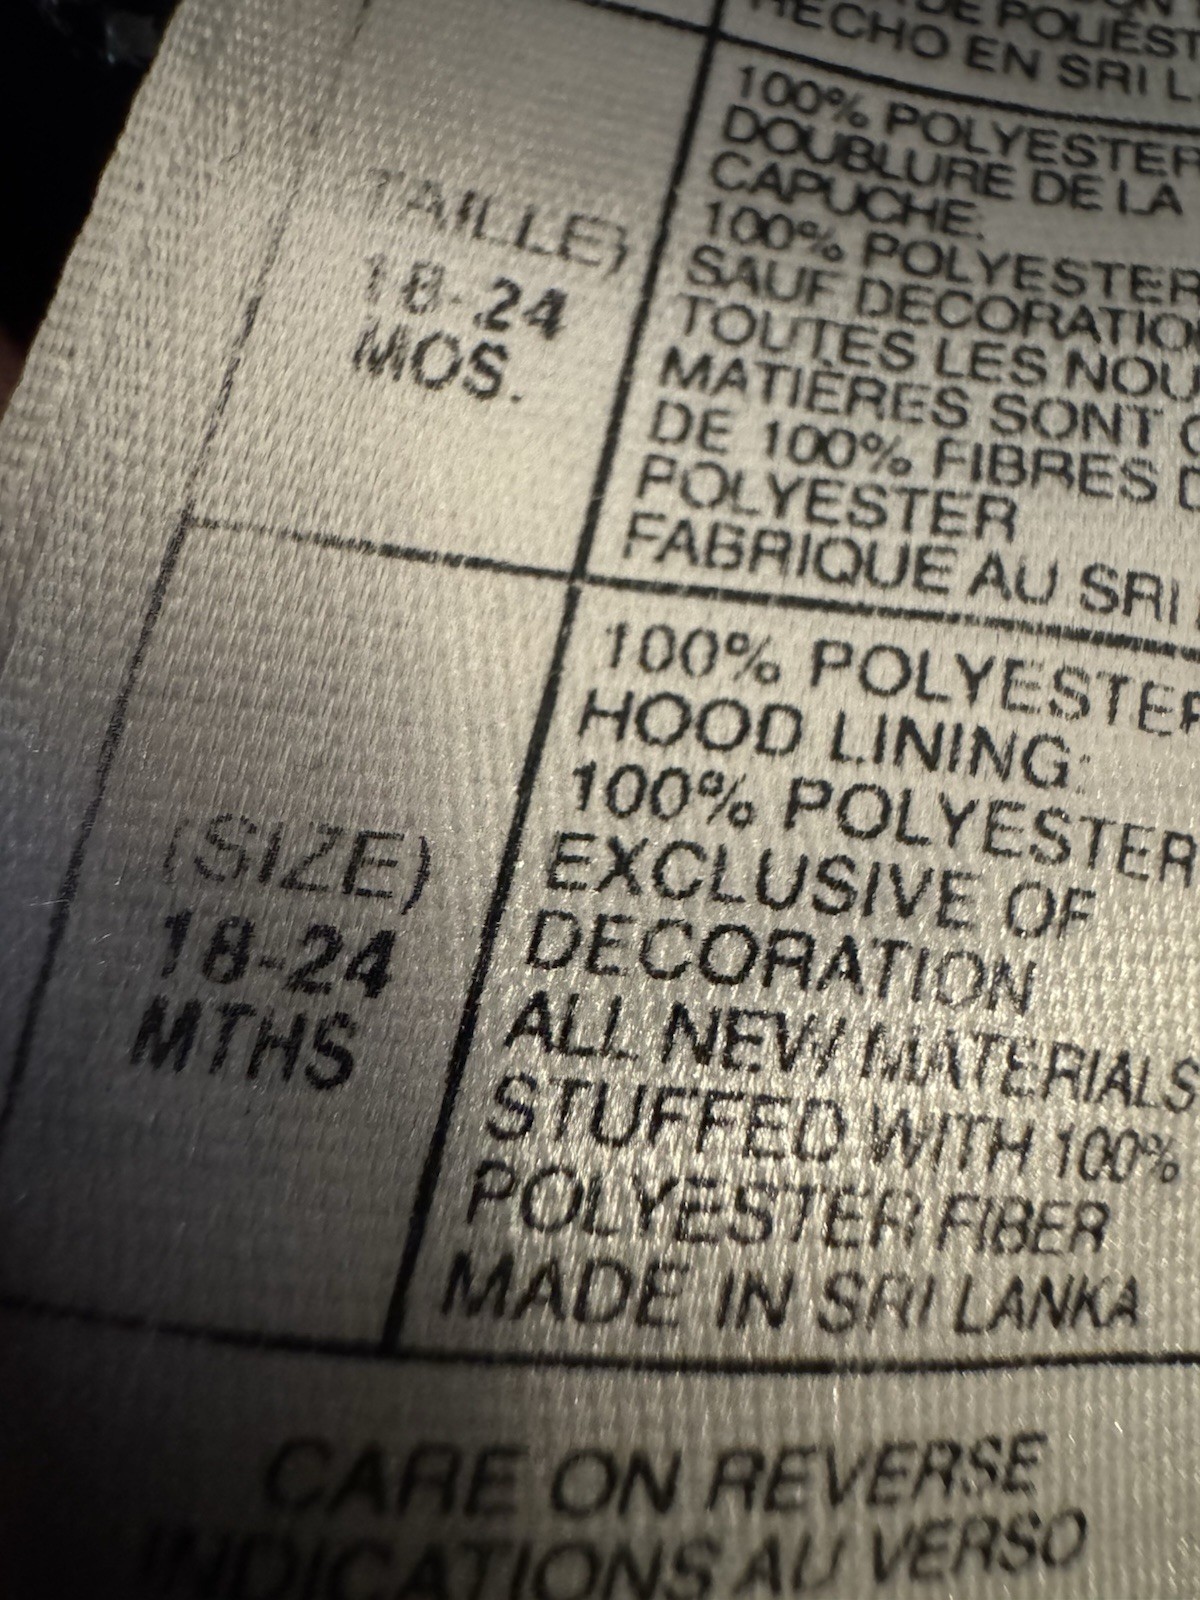 DE POLIÉST
HECHO EN SRI L
TAILLE)
18-24
MOS.
100% POLYESTER
DOUBLURE DE LA
CAPUCHE:
100% POLYESTER
SAUF DECORATIO
TOUTES LES NOU
MATIÈRES SONT
DE 100% FIBRES D
POLYESTER
FABRIQUE AU SRI
(SIZE)
18-24
MTHS
100% POLYESTER
HOOD LINING:
100% POLYESTER
EXCLUSIVE OF
DECORATION
ALL NEW MATERIALS
STUFFED WITH 100%
POLYESTER FIBER
MADE IN SRI LANKA
CARE ON REVERSE
INDICATIONS AU VERSO